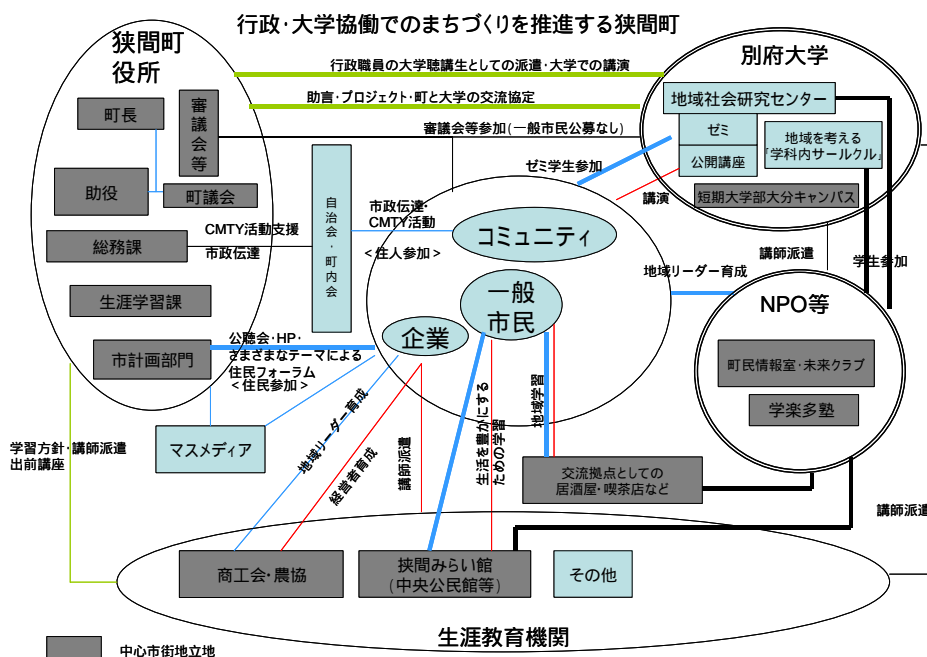 行政・大学協働でのまちづくりを推進する狭間町
狭間町
役所
町長
審議会等
助役
町議会
総務課
生涯学習課
市計画部門
行政職員の大学聴講生としての派遣・大学での講演
助言・プロジェクト・町と大学の交流協定
審議会等参加(一般市民公募なし)
別府大学
地域社会研究センター
ゼミ
公開講座
地域を考える
「学科内サールクル」
短期大学部大分キャンパス
ゼミ学生参加
講演
自治会・町内会
市政伝達・
CMTY活動
<住人参加>
CMTY活動支援
市政伝達
コミュニティ
一般
市民
企業
地域リーダー育成
講師派遣
学生参加
NPO等
町民情報室・未来クラブ
学楽多塾
公聴会・HP・
さまざまなテーマによる
住民フォーラム
<住民参加>
マスメディア
学習方針・講師派遣
出前講座
地域リーダー育成
経営者育成
講師派遣
生活を豊かにする
ための学習
地域学習
交流拠点としての
居酒屋・喫茶店など
講師派遣
商工会・農協
挟間みらい館
(中央公民館等)
その他
生涯教育機関
中心市街地立地